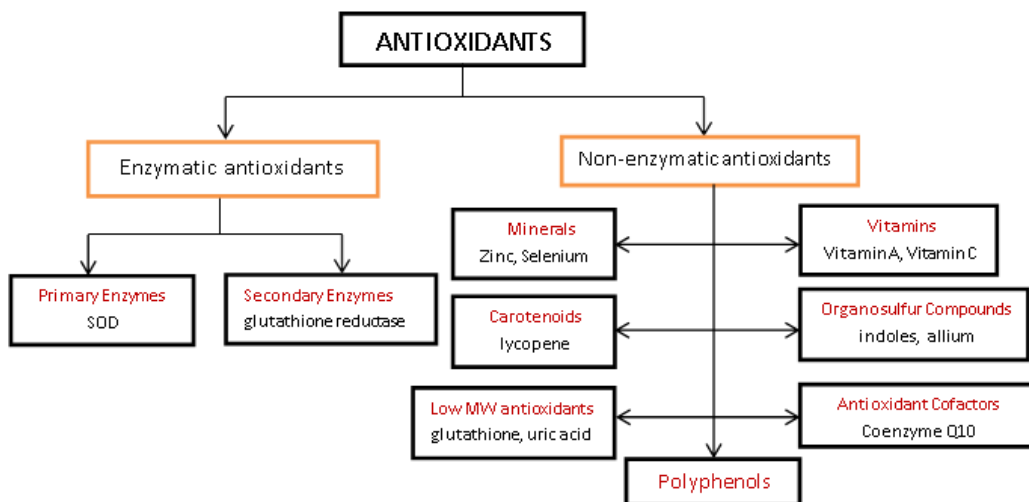 ANTIOXIDANTS
Enzymatic antioxidants
Non-enzymatic antioxidants
Primary Enzymes
SOD
Secondary Enzymes
glutathione reductase
Minerals
Zinc, Selenium
Vitamins
Vitamin A, Vitamin C
Carotenoids
lycopene
Organosulfur Compounds
indoles, allium
Low MW antioxidants
glutathione, uric acid
Antioxidant Cofactors
Coenzyme Q10
Polyphenols